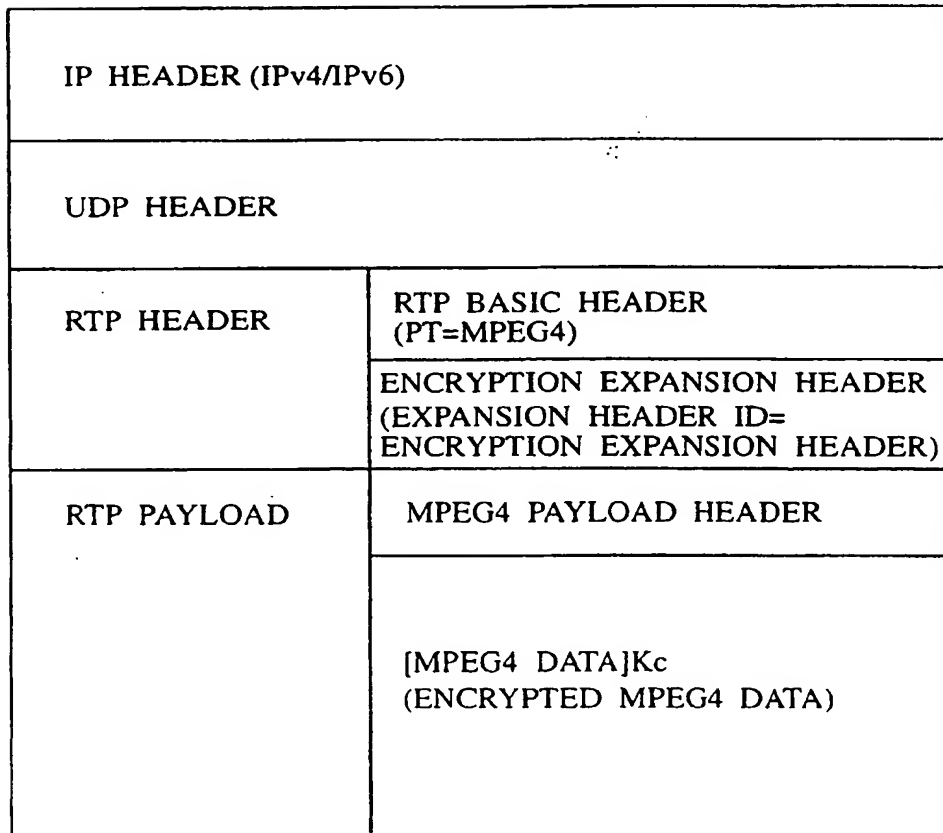 IP HEADER (IPv4/IPv6)
UDP HEADER
RTP HEADER
RTP BASIC HEADER
(PT=MPEG4)
ENCRYPTION EXPANSION HEADER
(EXPANSION HEADER ID=
ENCRYPTION EXPANSION HEADER)
RTP PAYLOAD
MPEG4 PAYLOAD HEADER
[MPEG4 DATA]Kc
(ENCRYPTED MPEG4 DATA)